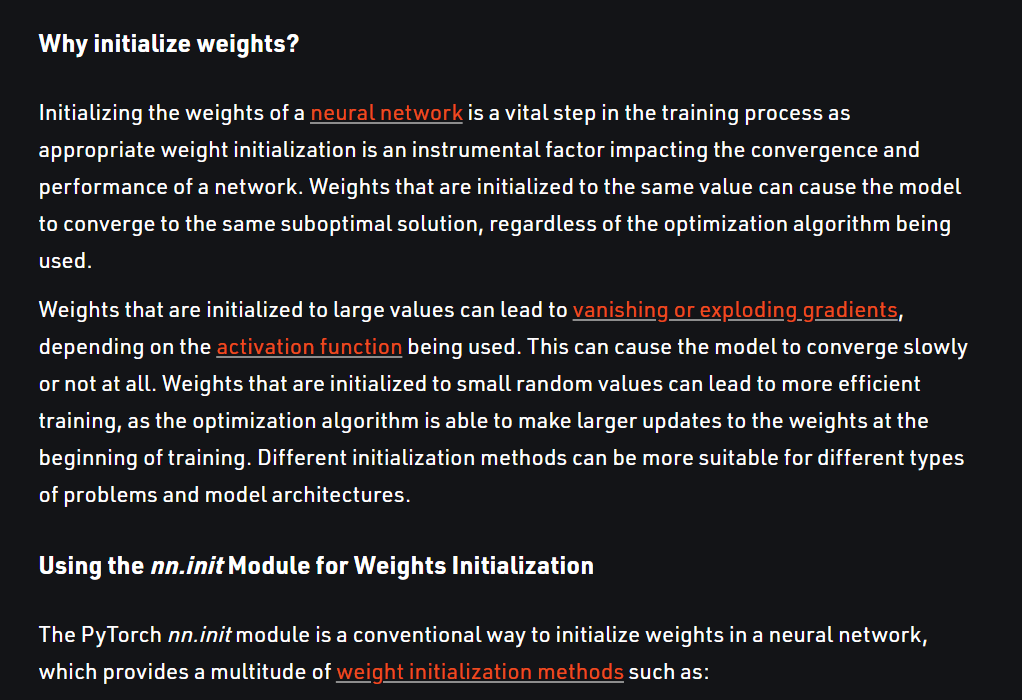 Why initialize weights?
Initializing the weights of a neural network is a vital step in the training process as
appropriate weight initialization is an instrumental factor impacting the convergence and
performance of a network. Weights that are initialized to the same value can cause the model
to converge to the same suboptimal solution, regardless of the optimization algorithm being
used.
Weights that are initialized to large values can lead to vanishing or exploding gradients,
depending on the activation function being used. This can cause the model to converge slowly
or not at all. Weights that are initialized to small random values can lead to more efficient
training, as the optimization algorithm is able to make larger updates to the weights at the
beginning of training. Different initialization methods can be more suitable for different types
of problems and model architectures.
Using the nn.init Module for Weights Initialization
The PyTorch nn.init module is a conventional way to initialize weights in a neural network,
which provides a multitude of weight initialization methods such as: